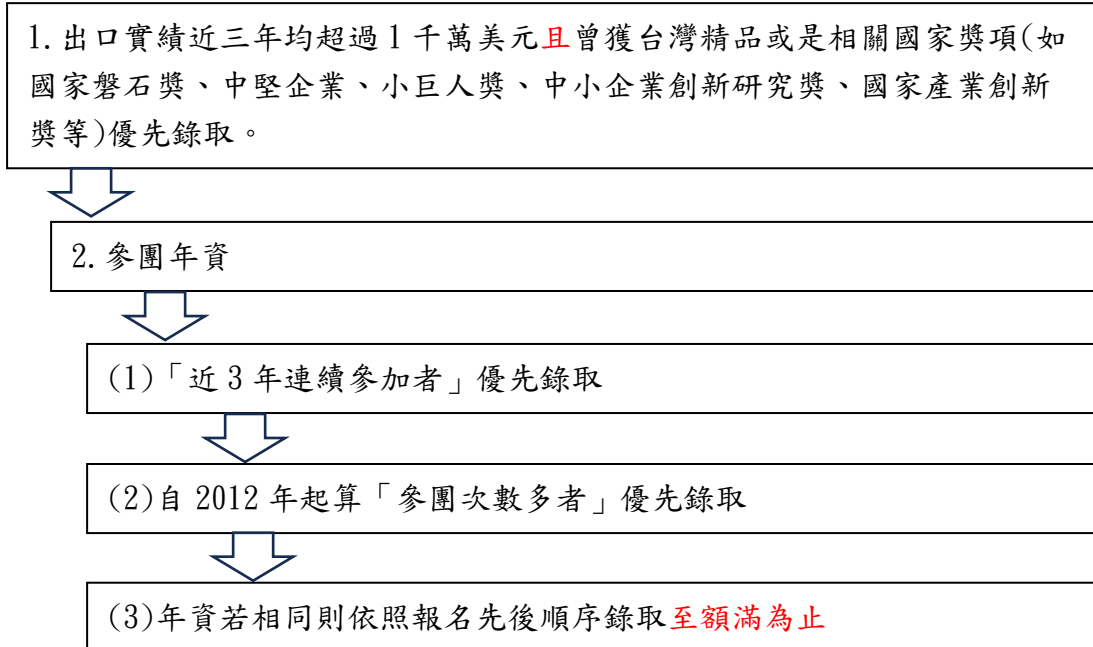 1.出口實績近三年均超過1千萬美元且曾獲台灣精品或是相關國家獎項(如
國家磐石獎、中堅企業、小巨人獎、中小企業創新研究獎、國家產業創新
獎等)優先錄取。
2.參團年資
(1)「近3年連續參加者」優先錄取
(2)自2012年起算「參團次數多者」優先錄取
(3)年資若相同則依照報名先後順序錄取至額滿為止